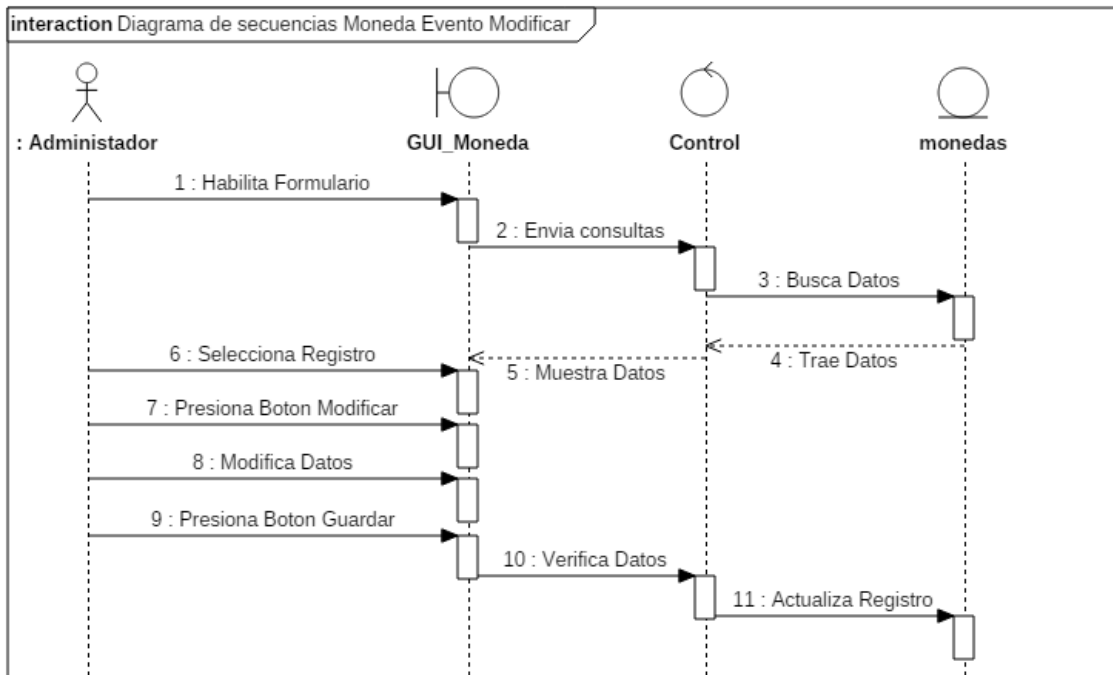 interaction Diagrama de secuencias Moneda Evento Modificar
: Administador
GUI_Moneda
Control
monedas
1 : Habilita Formulario
2 : Envia consultas
3 : Busca Datos
4 : Trae Datos
5 : Muestra Datos
6 : Selecciona Registro
7 : Presiona Boton Modificar
8 : Modifica Datos
9 : Presiona Boton Guardar
10 : Verifica Datos
11 : Actualiza Registro